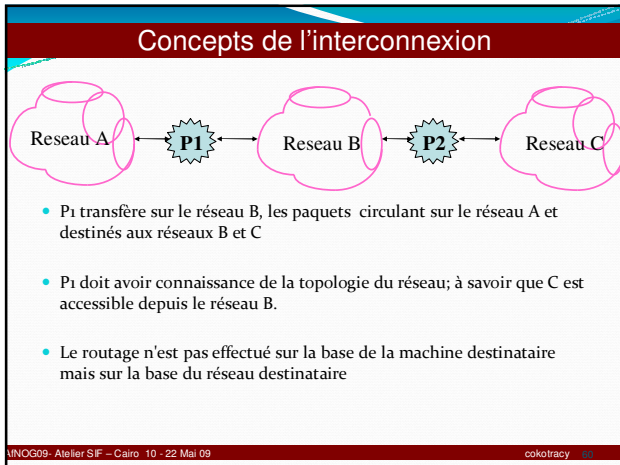 Concepts de l'interconnexion
Reseau A P1 Reseau B P2 Reseau C
• P1 transfère sur le réseau B, les paquets circulant sur le réseau A et
destinés aux réseaux B et C
• P1 doit avoir connaissance de la topologie du réseau; à savoir que C est
accessible depuis le réseau B.
• Le routage n'est pas effectué sur la base de la machine destinataire
mais sur la base du réseau destinataire
AfNOG09- Atelier SIF – Cairo 10 - 22 Mai 09 cokotracy 60